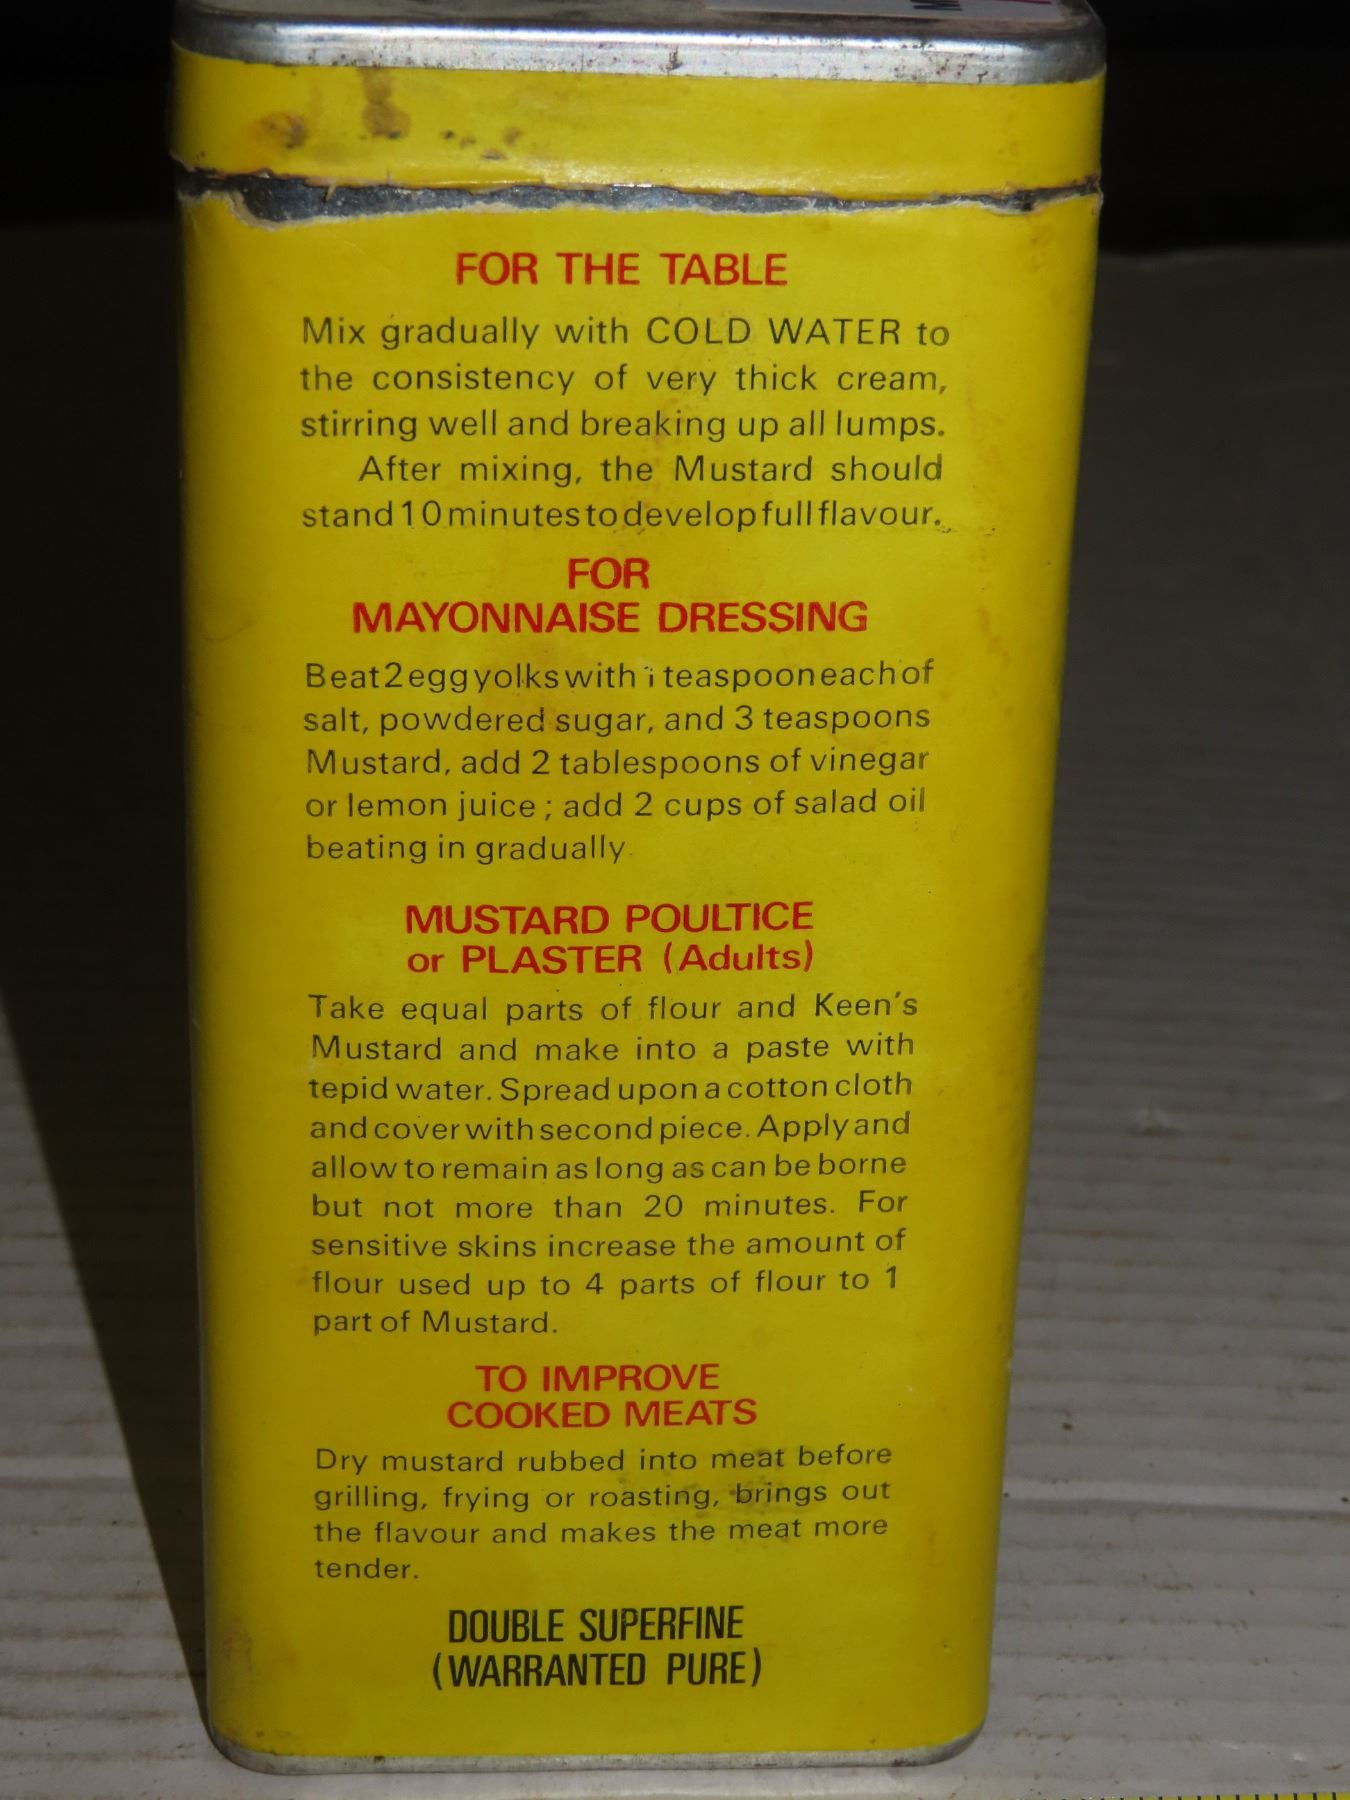 FOR THE TABLE
Mix gradually with COLD WATER to
the consistency of very thick cream,
stirring well and breaking up all lumps.
After mixing, the Mustard should
stand 10 minutes to develop full flavour.
FOR
MAYONNAISE DRESSING
Beat 2 egg yolks with 1 teaspoon each of
salt, powdered sugar, and 3 teaspoons
Mustard, add 2 tablespoons of vinegar
or lemon juice ; add 2 cups of salad oil
beating in gradually.
MUSTARD POULTICE
or PLASTER (Adults)
Take equal parts of flour and Keen's
Mustard and make into a paste with
tepid water. Spread upon a cotton cloth
and cover with second piece. Apply and
allow to remain as long as can be borne
but not more than 20 minutes. For
sensitive skins increase the amount of
flour used up to 4 parts of flour to 1
part of Mustard.
TO IMPROVE
COOKED MEATS
Dry mustard rubbed into meat before
grilling, frying or roasting, brings out
the flavour and makes the meat more
tender.
DOUBLE SUPERFINE
(WARRANTED PURE)